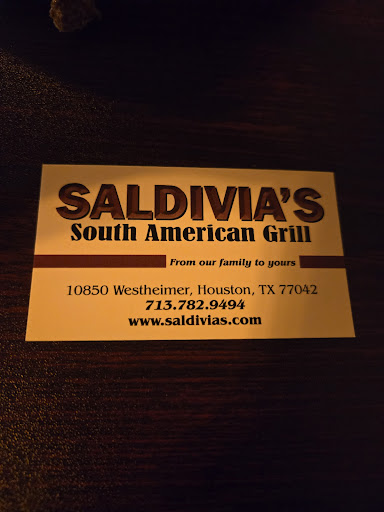 SALDIVIA'S
South American Grill
From our family to yours
10850 Westheimer, Houston, TX 77042
713.782.9494
www.saldivias.com